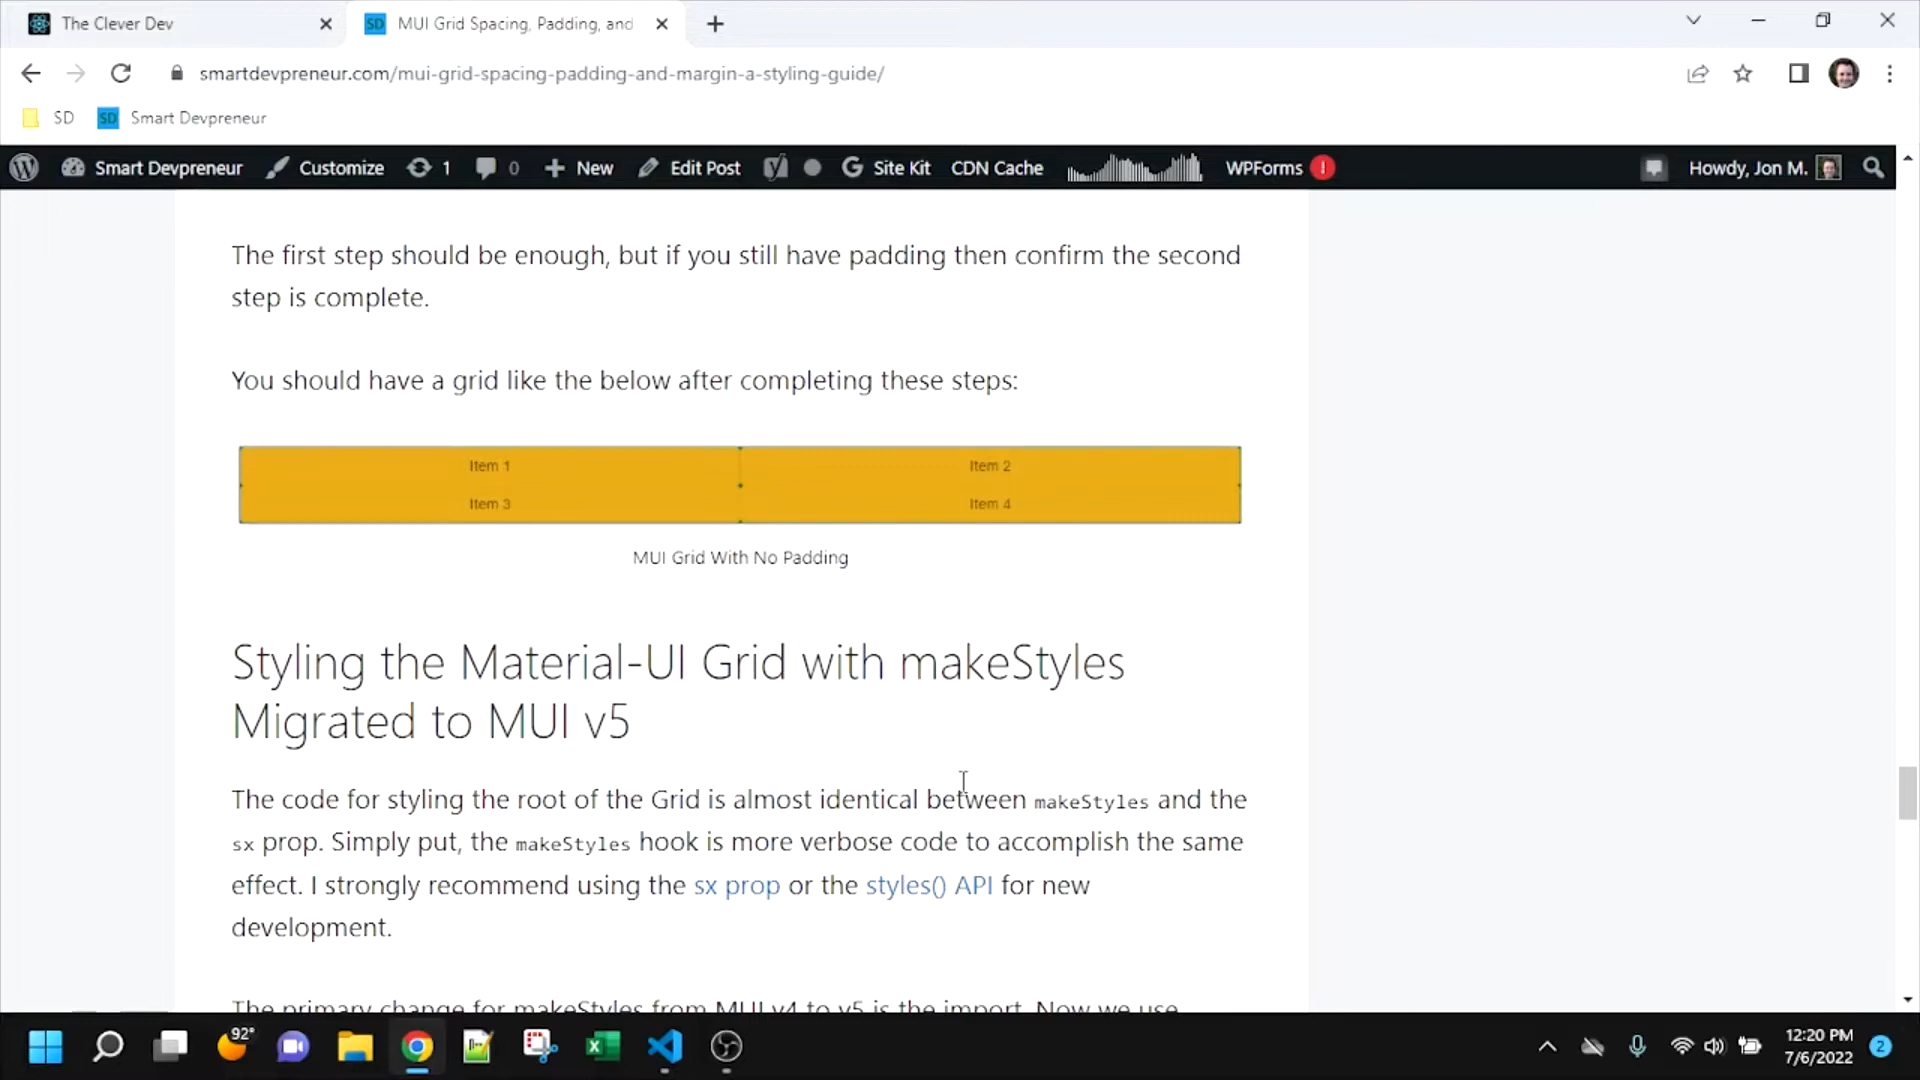 The Clever Dev
MUI Grid Spacing, Padding, and
smartdevpreneur.com/mui-grid-spacing-padding-and-margin-a-styling-guide/
SD
Smart Devpreneur
Smart Devpreneur Customize 1 0 New Edit Post Site Kit CDN Cache WPForms ! Howdy, Jon M.
The first step should be enough, but if you still have padding then confirm the second
step is complete.
You should have a grid like the below after completing these steps:
Item 1 Item 2
Item 3 Item 4
MUI Grid With No Padding
Styling the Material-UI Grid with makeStyles
Migrated to MUI v5
The code for styling the root of the Grid is almost identical between makeStyles and the
sx prop. Simply put, the makeStyles hook is more verbose code to accomplish the same
effect. I strongly recommend using the sx prop or the styles() API for new
development.
The primary change for makeStyles from MUI v4 to v5 is the import. Now we use
92°
12:20 PM
7/6/2022
2